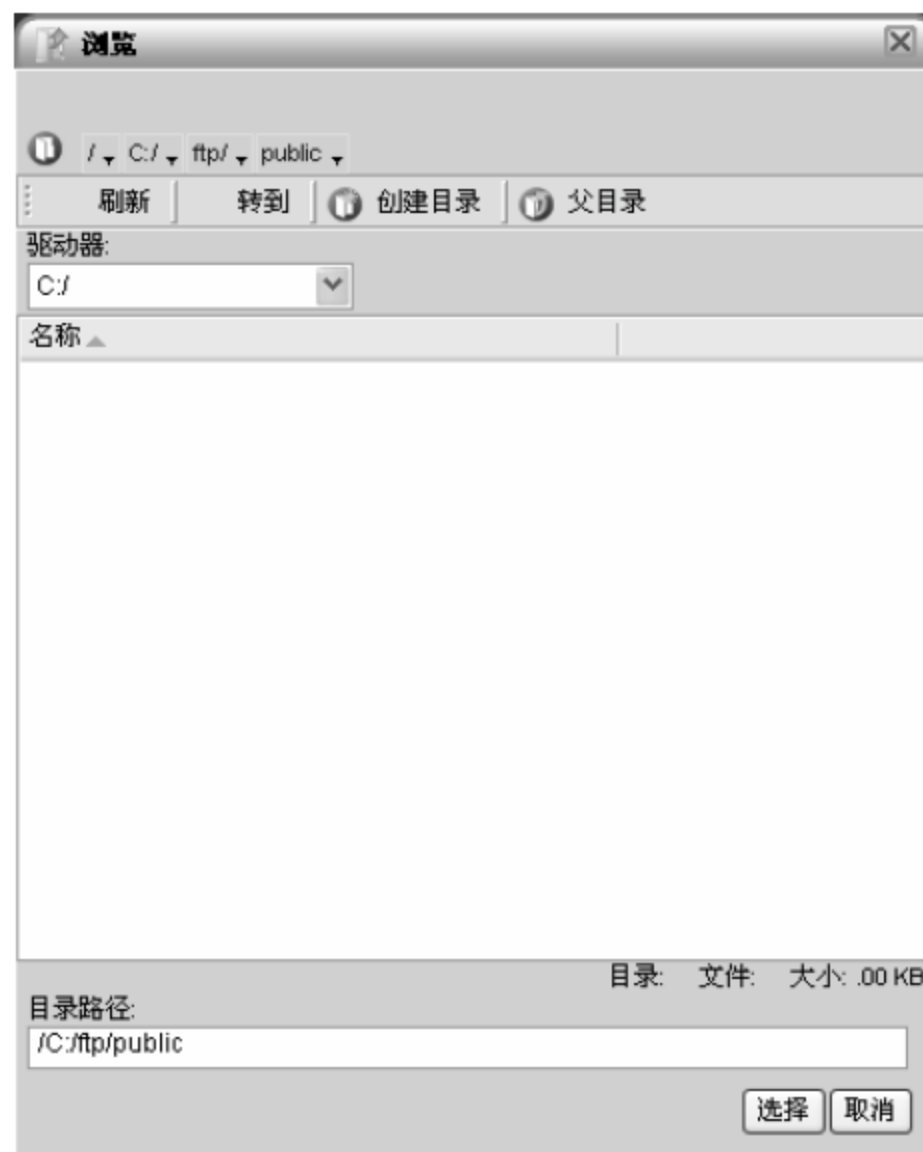 浏览
/ C:/ ftp/ public
刷新 转到 创建目录 父目录
驱动器:
C:/
名称
目录: 文件: 大小: .00 KB
目录路径:
/C:/ftp/public
选择 取消